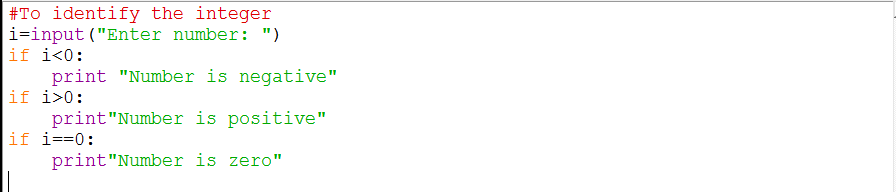 #To identify the integer
i=input("Enter number: ")
if i<0:
    print "Number is negative"
if i>0:
    print"Number is positive"
if i==0:
    print"Number is zero"